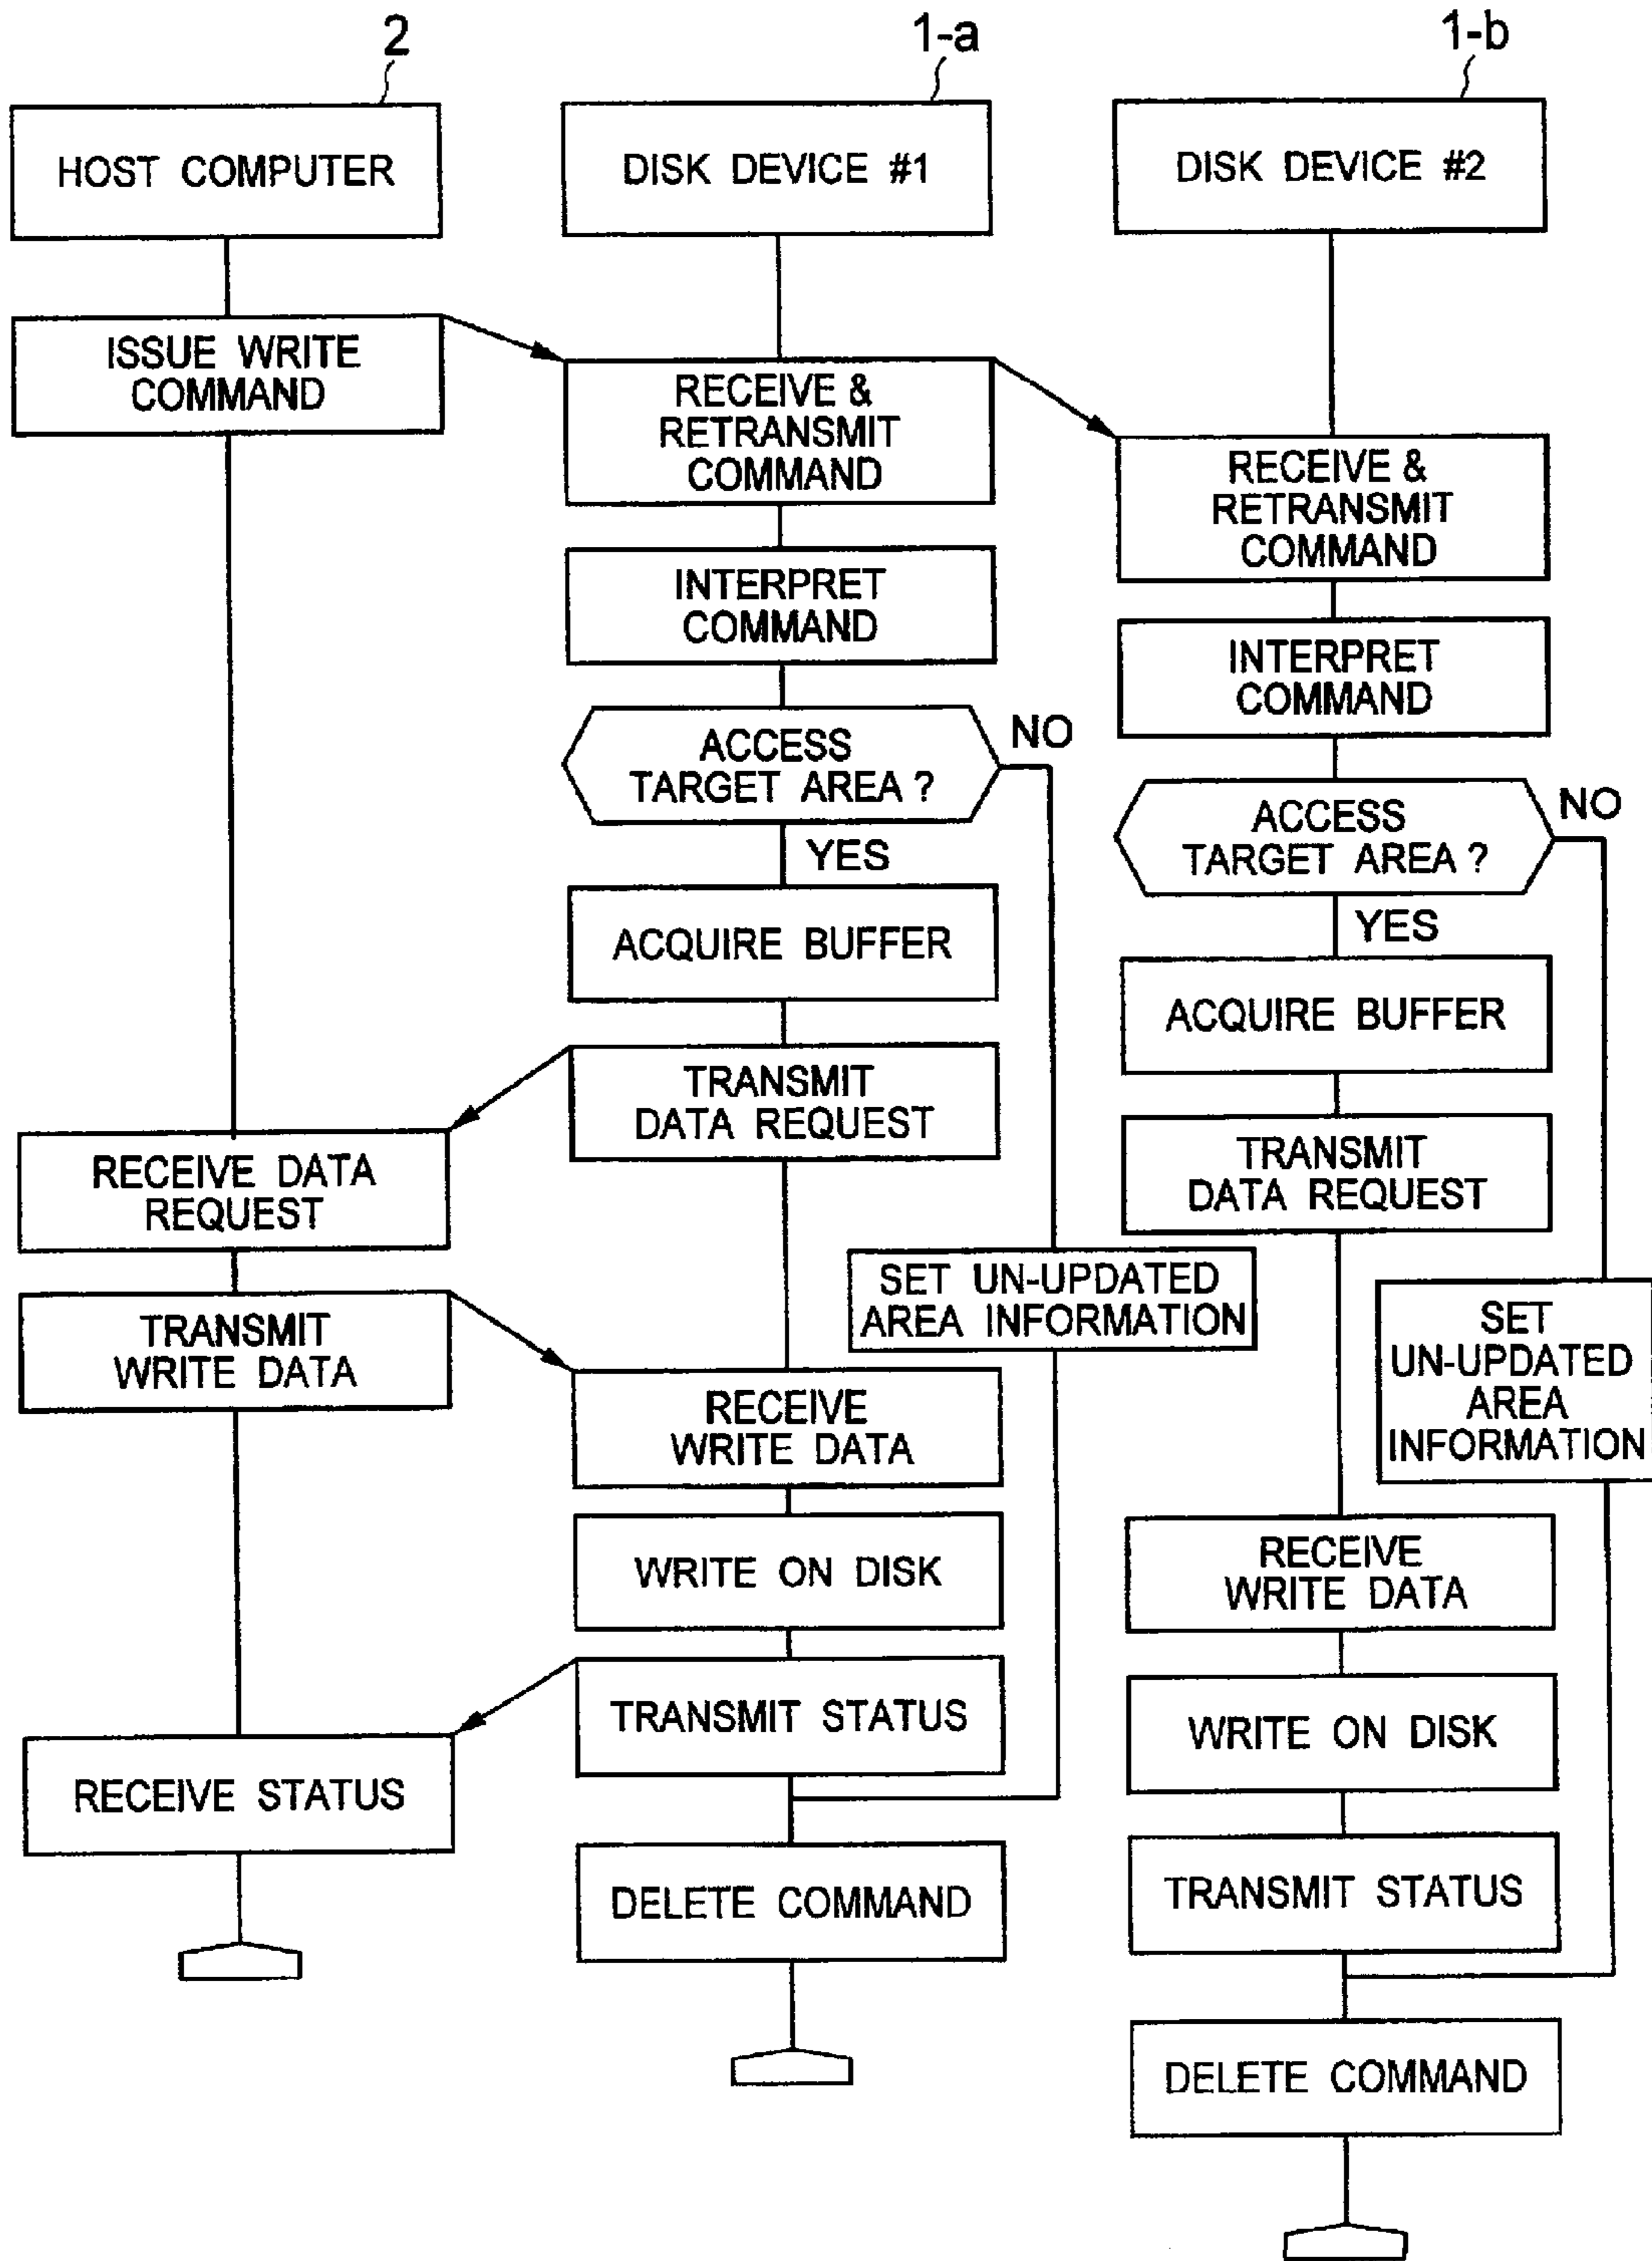 2
1-a
1-b
HOST COMPUTER
DISK DEVICE #1
DISK DEVICE #2
ISSUE WRITE
COMMAND
RECEIVE &
RETRANSMIT
COMMAND
RECEIVE &
RETRANSMIT
COMMAND
INTERPRET
COMMAND
INTERPRET
COMMAND
ACCESS
TARGET AREA ?
NO
YES
ACCESS
TARGET AREA ?
NO
YES
ACQUIRE BUFFER
ACQUIRE BUFFER
TRANSMIT
DATA REQUEST
TRANSMIT
DATA REQUEST
RECEIVE DATA
REQUEST
SET UN-UPDATED
AREA INFORMATION
SET
UN-UPDATED
AREA
INFORMATION
TRANSMIT
WRITE DATA
RECEIVE
WRITE DATA
RECEIVE
WRITE DATA
WRITE ON DISK
WRITE ON DISK
TRANSMIT STATUS
RECEIVE STATUS
TRANSMIT STATUS
DELETE COMMAND
DELETE COMMAND